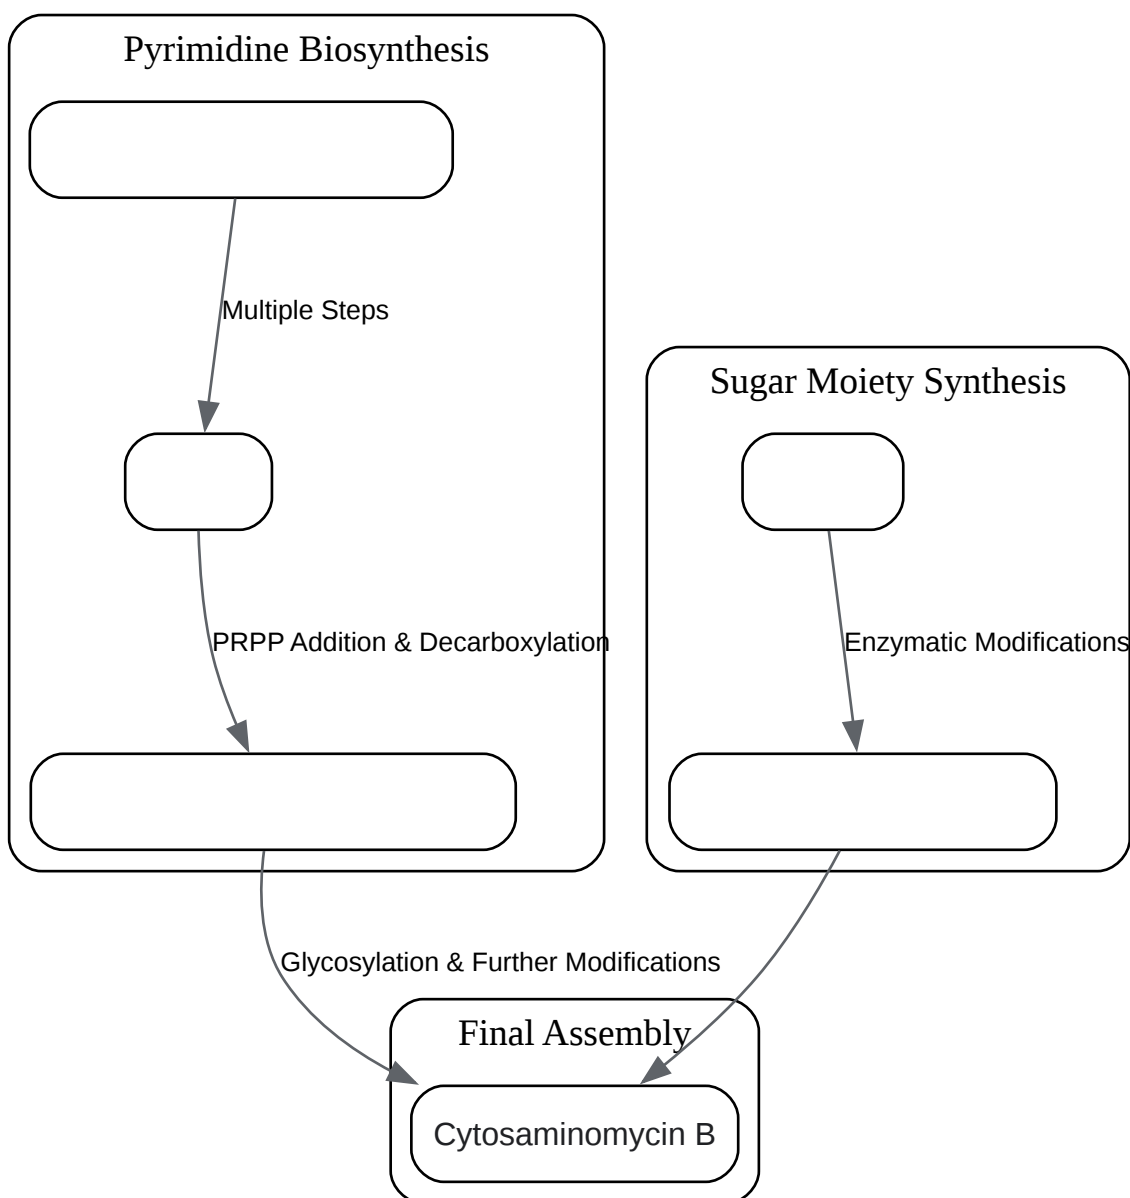 Pyrimidine Biosynthesis
Multiple Steps
Sugar Moiety Synthesis
PRPP Addition & Decarboxylation
Enzymatic Modifications
Glycosylation & Further Modifications
Final Assembly
Cytosaminomycin B